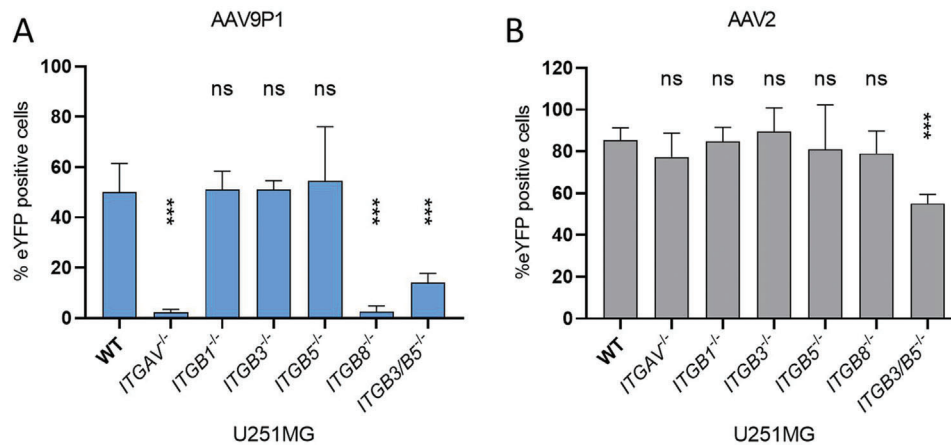 A
AAV9P1
% eYFP positive cells
100
80
60
40
20
0
ns ns ns
*** *** ***
WT ITGAV-/- ITGB1-/- ITGB3-/- ITGB5-/- ITGB8-/- ITGB3/B5-/-
U251MG
B
AAV2
%eYFP positive cells
120
100
80
60
40
20
0
ns ns ns ns ns
***
WT ITGAV-/- ITGB1-/- ITGB3-/- ITGB5-/- ITGB8-/- ITGB3/B5-/-
U251MG